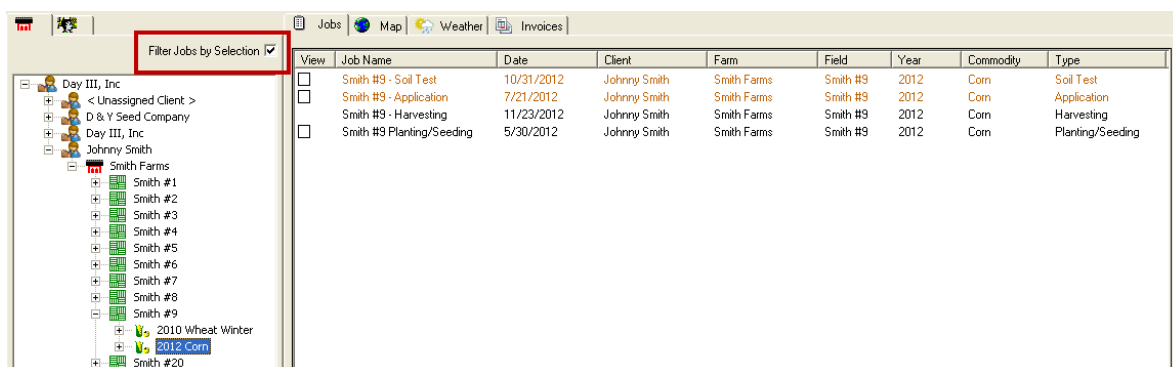 Jobs Map Weather Invoices
Filter Jobs by Selection
View Job Name Date Client Farm Field Year Commodity Type
Smith #9 - Soil Test 10/31/2012 Johnny Smith Smith Farms Smith #9 2012 Corn Soil Test
Smith #9 - Application 7/21/2012 Johnny Smith Smith Farms Smith #9 2012 Corn Application
Smith #9 - Harvesting 11/23/2012 Johnny Smith Smith Farms Smith #9 2012 Corn Harvesting
Smith #9 Planting/Seeding 5/30/2012 Johnny Smith Smith Farms Smith #9 2012 Corn Planting/Seeding
Day III, Inc
< Unassigned Client >
D & Y Seed Company
Day III, Inc
Johnny Smith
Smith Farms
Smith #1
Smith #2
Smith #3
Smith #4
Smith #5
Smith #6
Smith #7
Smith #8
Smith #9
2010 Wheat Winter
2012 Corn
Smith #20